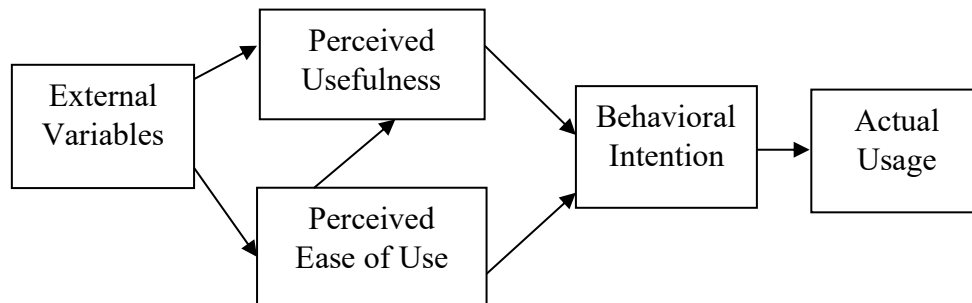 External
Variables
Perceived
Usefulness
Perceived
Ease of Use
Behavioral
Intention
Actual
Usage